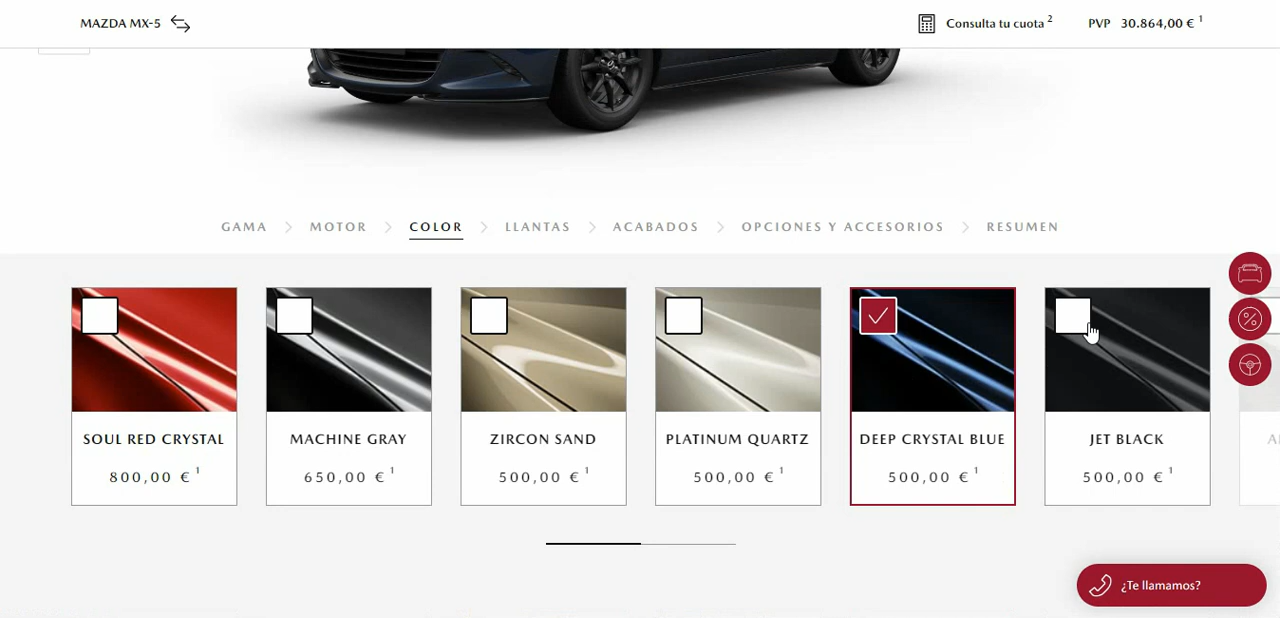 MAZDA MX-5
Consulta tu cuota 2
PVP 30.864,00 € 1
GAMA > MOTOR > COLOR > LLANTAS > ACABADOS > OPCIONES Y ACCESORIOS > RESUMEN
SOUL RED CRYSTAL
800,00 € 1
MACHINE GRAY
650,00 € 1
ZIRCON SAND
500,00 € 1
PLATINUM QUARTZ
500,00 € 1
DEEP CRYSTAL BLUE
500,00 € 1
JET BLACK
500,00 € 1
¿Te llamamos?